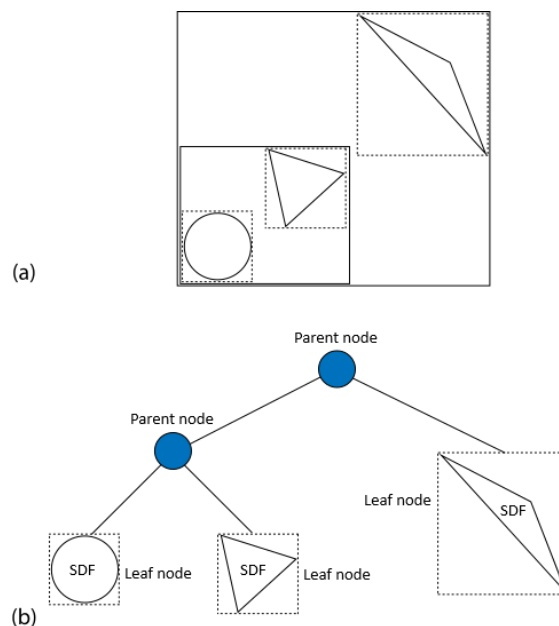 (a)
Parent node
Parent node
Leaf node
SDF
SDF
Leaf node
SDF
Leaf node
(b)